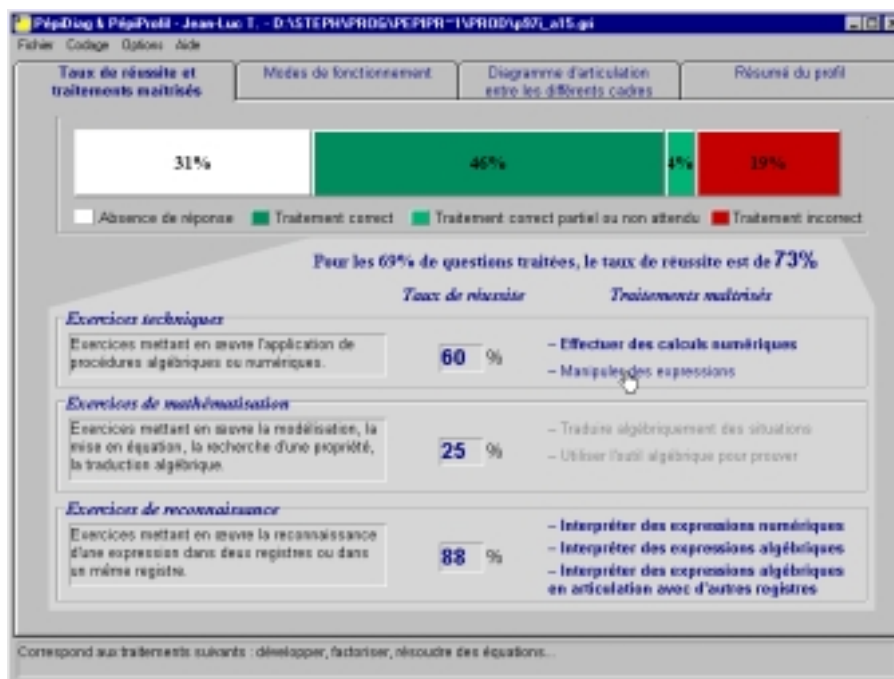 PépiDiag & PépiProfil - Jean-Luc T. - D:\STEPH\PROG\PEPIPR~1\PROD\p97i_a15.gri
Fichier Codage Options Aide
Taux de réussite et
traitements maîtrisés
Modes de fonctionnement
Diagramme d'articulation
entre les différents cadres
Résumé du profil
31% 46% 4% 19%
Absence de réponse Traitement correct Traitement correct partiel ou non attendu Traitement incorrect
Pour les 69% de questions traitées, le taux de réussite est de 73%
Taux de réussite Traitements maîtrisés
Exercices techniques
Exercices mettant en œuvre l'application de
procédures algébriques ou numériques.
60 %
– Effectuer des calculs numériques
– Manipuler des expressions
Exercices de mathématisation
Exercices mettant en œuvre la modélisation, la
mise en équation, la recherche d'une propriété,
la traduction algébrique.
25 %
– Traduire algébriquement des situations
– Utiliser l'outil algébrique pour prouver
Exercices de reconnaissance
Exercices mettant en œuvre la reconnaissance
d'une expression dans deux registres ou dans
un même registre.
88 %
– Interpréter des expressions numériques
– Interpréter des expressions algébriques
– Interpréter des expressions algébriques
en articulation avec d'autres registres
Correspond aux traitements suivants : développer, factoriser, résoudre des équations...